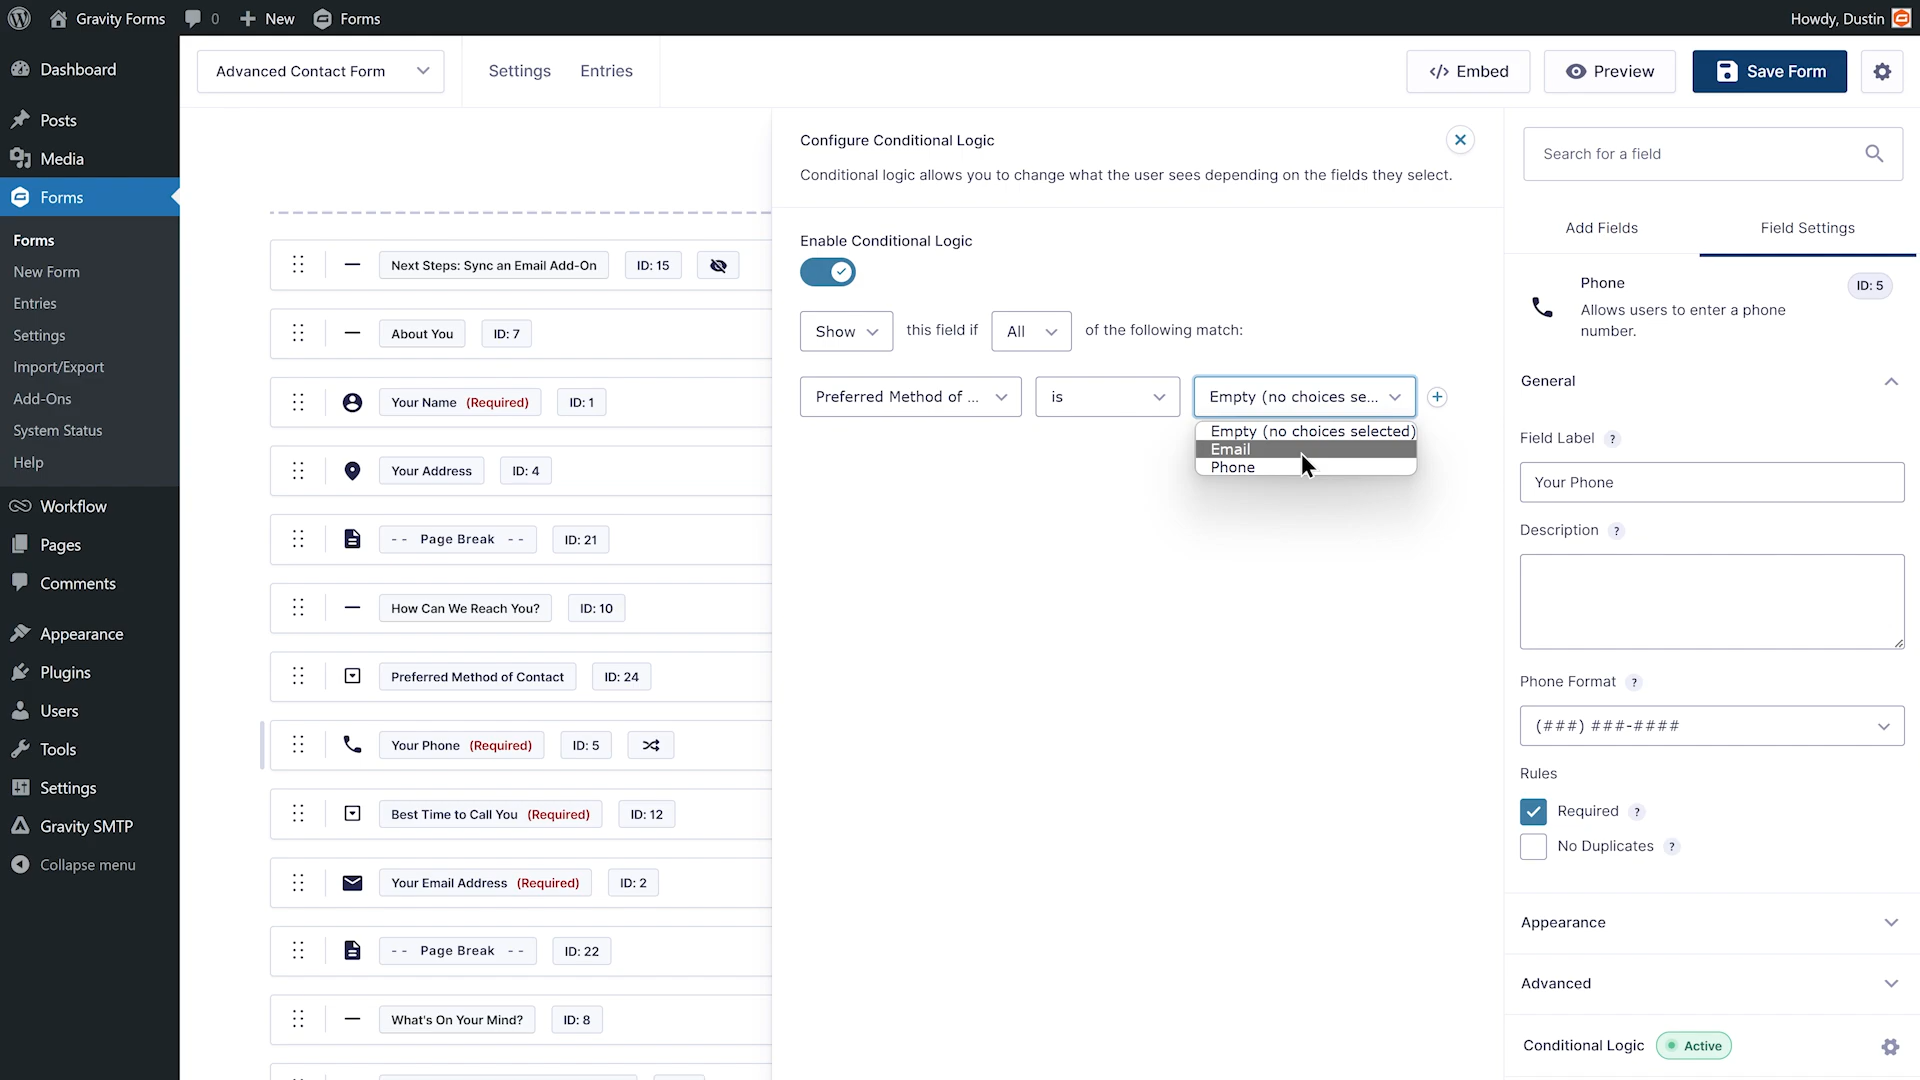 Gravity Forms
0
New
Forms
Howdy, Dustin
Dashboard
Posts
Media
Forms
Forms
New Form
Entries
Settings
Import/Export
Add-Ons
System Status
Help
Workflow
Pages
Comments
Appearance
Plugins
Users
Tools
Settings
Gravity SMTP
Collapse menu
Advanced Contact Form
Settings
Entries
</> Embed
Preview
Save Form
Next Steps: Sync an Email Add-On ID: 15
About You ID: 7
Your Name (Required) ID: 1
Your Address ID: 4
-- Page Break -- ID: 21
How Can We Reach You? ID: 10
Preferred Method of Contact ID: 24
Your Phone (Required) ID: 5
Best Time to Call You (Required) ID: 12
Your Email Address (Required) ID: 2
-- Page Break -- ID: 22
What's On Your Mind? ID: 8
Configure Conditional Logic
Conditional logic allows you to change what the user sees depending on the fields they select.
Enable Conditional Logic
Show this field if All of the following match:
Preferred Method of ... is Empty (no choices se...
Empty (no choices selected)
Email
Phone
Search for a field
Add Fields
Field Settings
Phone
ID: 5
Allows users to enter a phone
number.
General
Field Label ?
Your Phone
Description ?
Phone Format ?
(###) ###-####
Rules
Required ?
No Duplicates ?
Appearance
Advanced
Conditional Logic Active